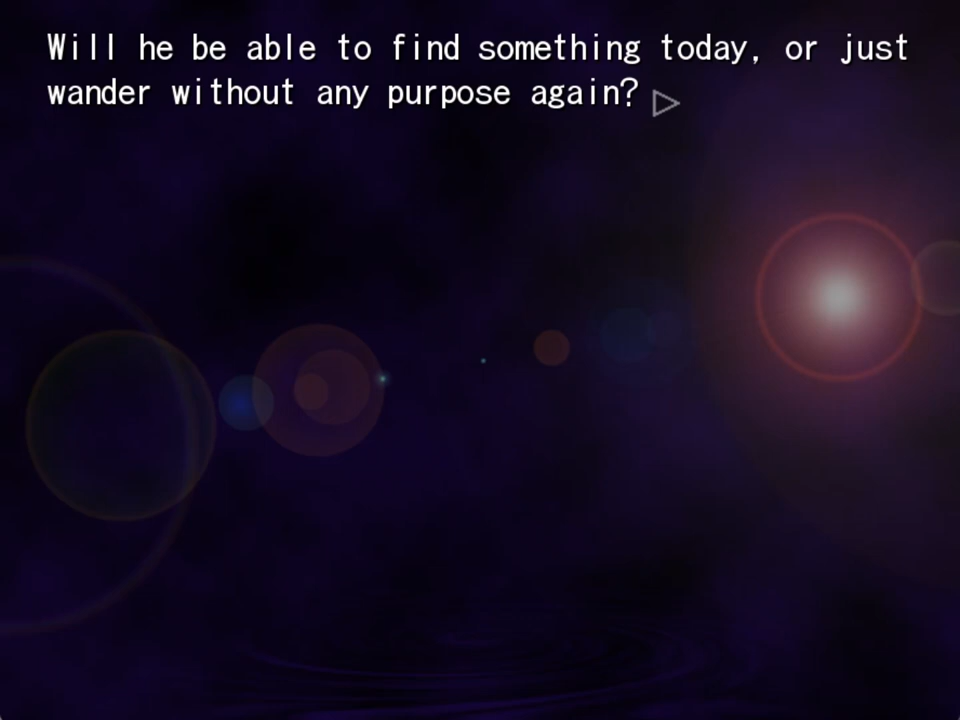 Will he be able to find something today, or just
wander without any purpose again?